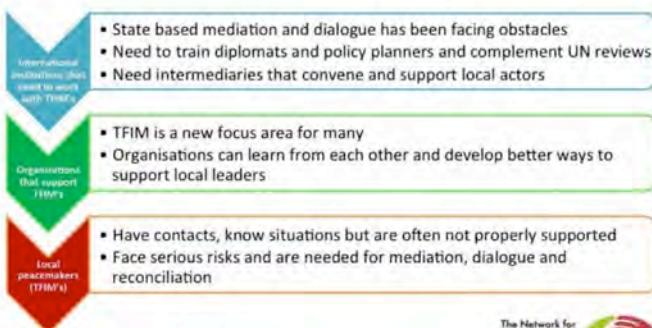 International
institutions that
need to work
with TFIM's
▪ State based mediation and dialogue has been facing obstacles
▪ Need to train diplomats and policy planners and complement UN reviews
▪ Need intermediaries that convene and support local actors
Organisations
that support
TFIM's
▪ TFIM is a new focus area for many
▪ Organisations can learn from each other and develop better ways to
support local leaders
Local
peacemakers
(TFIM's)
▪ Have contacts, know situations but are often not properly supported
▪ Face serious risks and are needed for mediation, dialogue and
reconciliation
The Network for